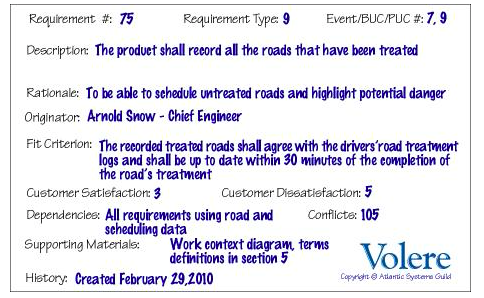 Requirement #: 75 Requirement Type: 9 Event/BUC/PUC #: 7, 9
Description: The product shall record all the roads that have been treated
Rationale: To be able to schedule untreated roads and highlight potential danger
Originator: Arnold Snow - Chief Engineer
Fit Criterion: The recorded treated roads shall agree with the drivers'road treatment
logs and shall be up to date within 30 minutes of the completion of
the road's treatment
Customer Satisfaction: 3 Customer Dissatisfaction: 5
Dependencies: All requirements using road and Conflicts: 105
scheduling data
Supporting Materials: Work context diagram, terms
definitions in section 5
Volere
Copyright © Atlantic Systems Guild
History: Created February 29,2010